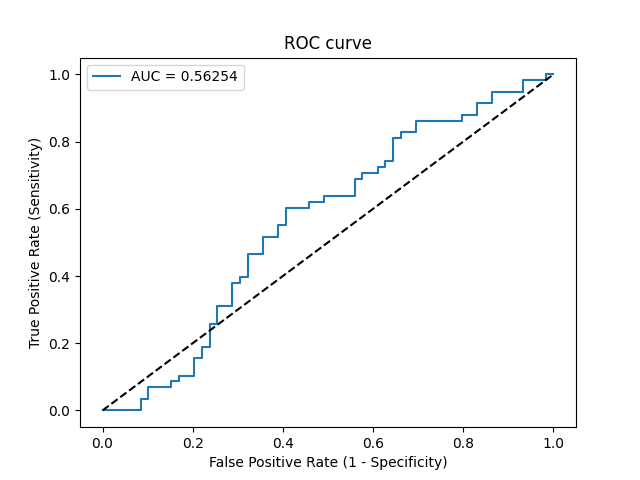 ROC curve
AUC = 0.56254
True Positive Rate (Sensitivity)
1.0
0.8
0.6
0.4
0.2
0.0
0.0 0.2 0.4 0.6 0.8 1.0
False Positive Rate (1 - Specificity)